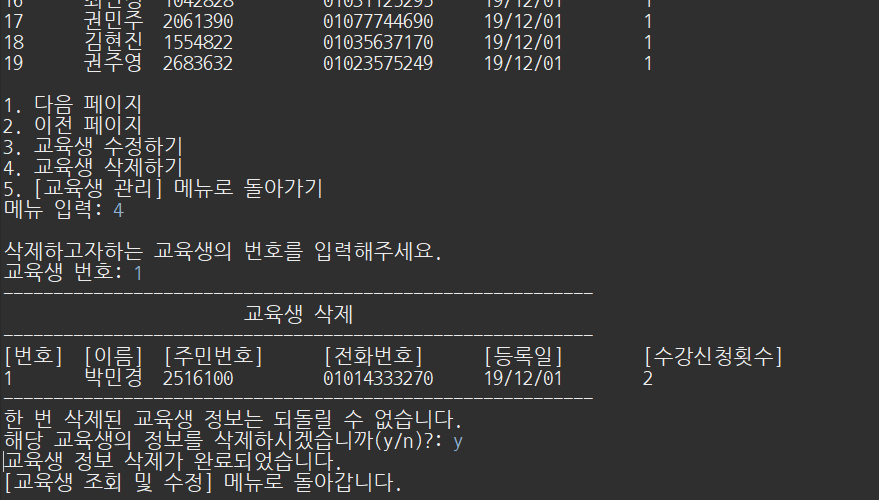 16 최민경 1042828 01031125295 19/12/01 1
17 권민주 2061390 01077744690 19/12/01 1
18 김현진 1554822 01035637170 19/12/01 1
19 권주영 2683632 01023575249 19/12/01 1
1. 다음 페이지
2. 이전 페이지
3. 교육생 수정하기
4. 교육생 삭제하기
5. [교육생 관리] 메뉴로 돌아가기
메뉴 입력: 4
삭제하고자하는 교육생의 번호를 입력해주세요.
교육생 번호: 1
-----------------------------------------------------------
교육생 삭제
-----------------------------------------------------------
[번호] [이름] [주민번호] [전화번호] [등록일] [수강신청횟수]
1 박민경 2516100 01014333270 19/12/01 2
-----------------------------------------------------------
한 번 삭제된 교육생 정보는 되돌릴 수 없습니다.
해당 교육생의 정보를 삭제하시겠습니까(y/n)?: y
교육생 정보 삭제가 완료되었습니다.
[교육생 조회 및 수정] 메뉴로 돌아갑니다.